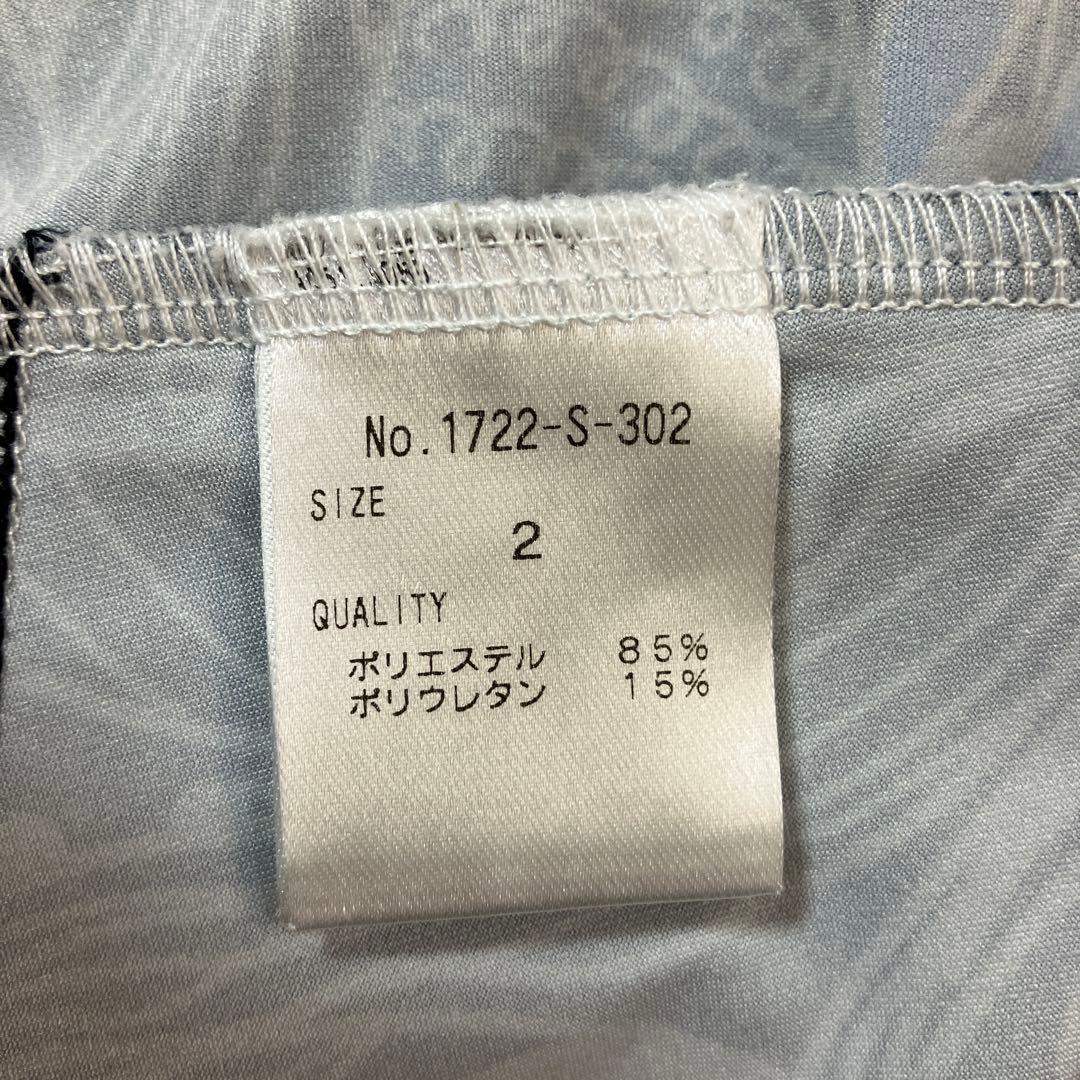 No.1722-S-302
SIZE
2
QUALITY
ポリエステル 85%
ポリウレタン 15%